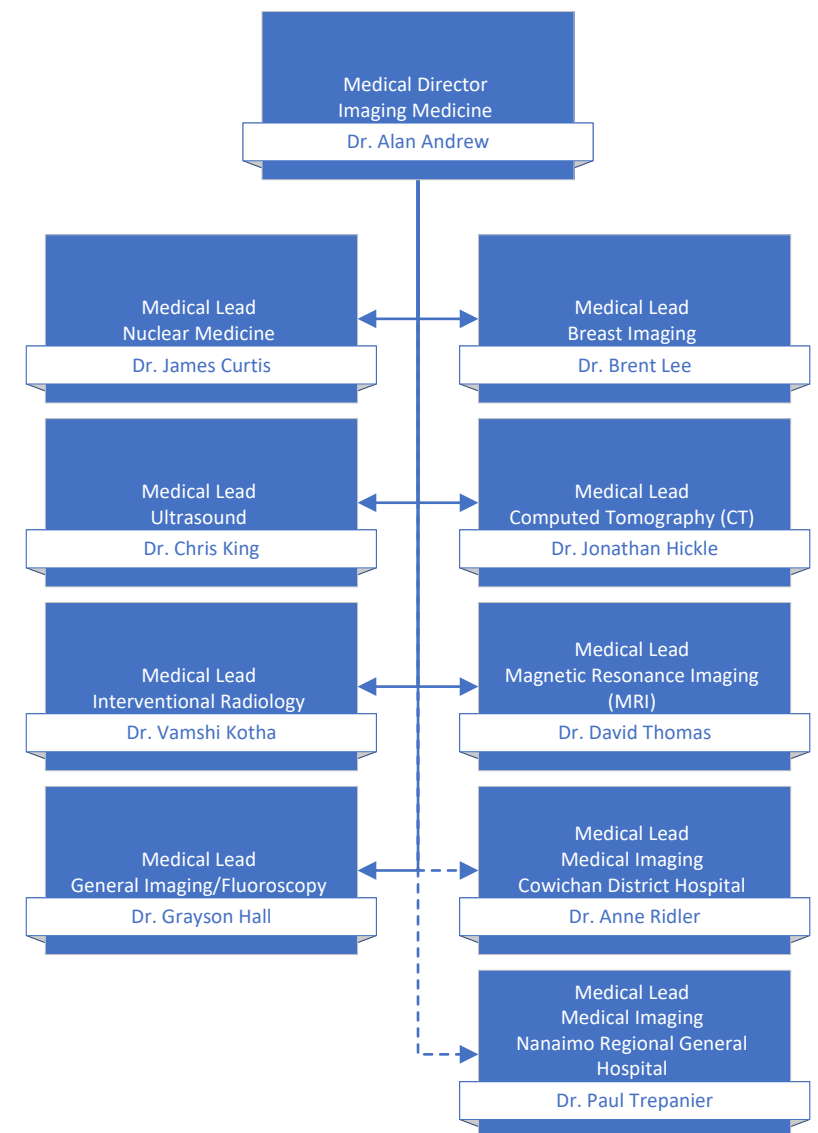 Medical Director
Imaging Medicine
Dr. Alan Andrew
Medical Lead
Nuclear Medicine
Dr. James Curtis
Medical Lead
Breast Imaging
Dr. Brent Lee
Medical Lead
Ultrasound
Dr. Chris King
Medical Lead
Computed Tomography (CT)
Dr. Jonathan Hickle
Medical Lead
Interventional Radiology
Dr. Vamshi Kotha
Medical Lead
Magnetic Resonance Imaging
(MRI)
Dr. David Thomas
Medical Lead
General Imaging/Fluoroscopy
Dr. Grayson Hall
Medical Lead
Medical Imaging
Cowichan District Hospital
Dr. Anne Ridler
Medical Lead
Medical Imaging
Nanaimo Regional General
Hospital
Dr. Paul Trepanier